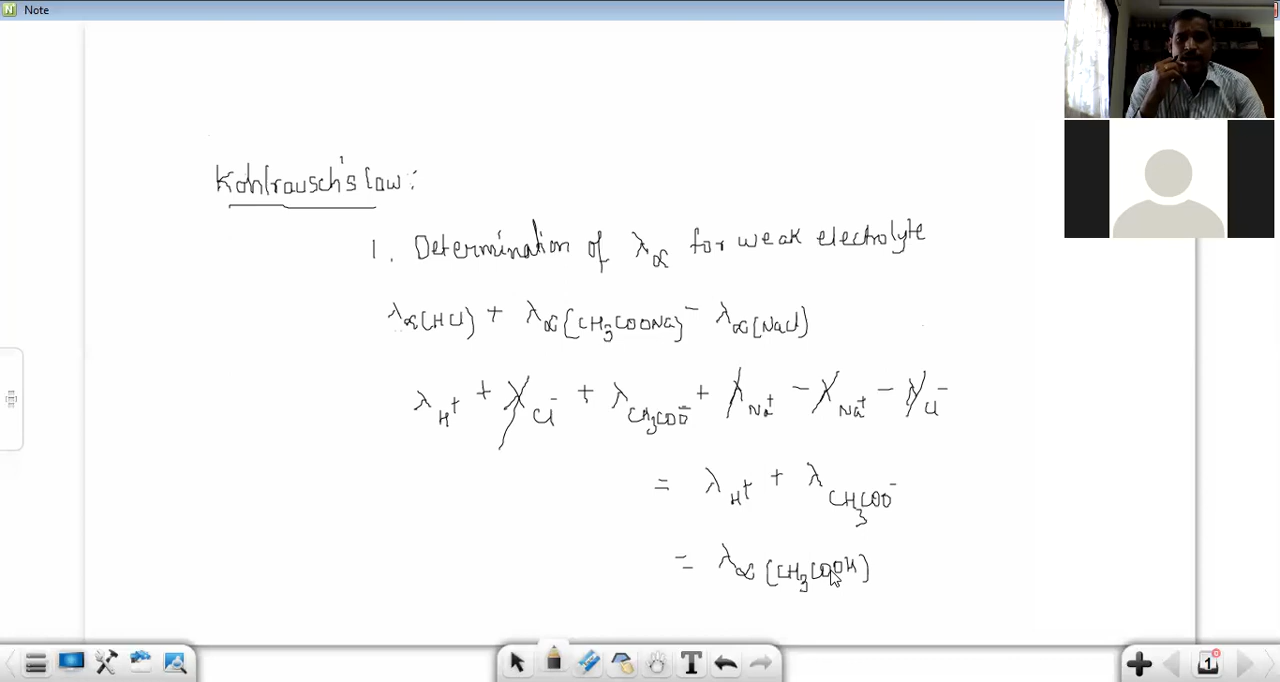 Note
Kohlrausch's law:
1. Determination of λ∝ for weak electrolyte
λ∝(HCl) + λ∝(CH₃COONa) - λ∝(NaCl)
λH⁺ + λCl⁻ + λCH₃COO⁻ + λNa⁺ - λNa⁺ - λCl⁻
= λH⁺ + λCH₃COO⁻
= λ∝(CH₃COOH)
T
1